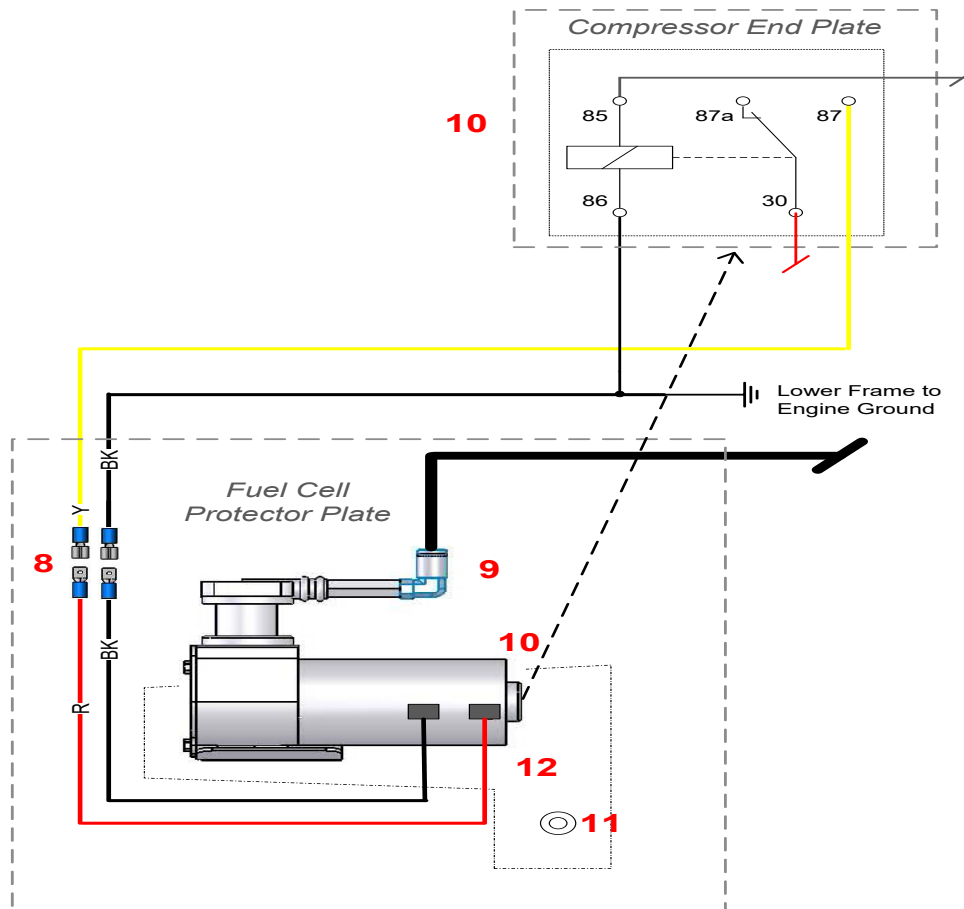 Compressor End Plate
10
85
87a
87
86
30
Lower Frame to
Engine Ground
BK
Y
Fuel Cell
Protector Plate
8
9
BK
R
10
12
11